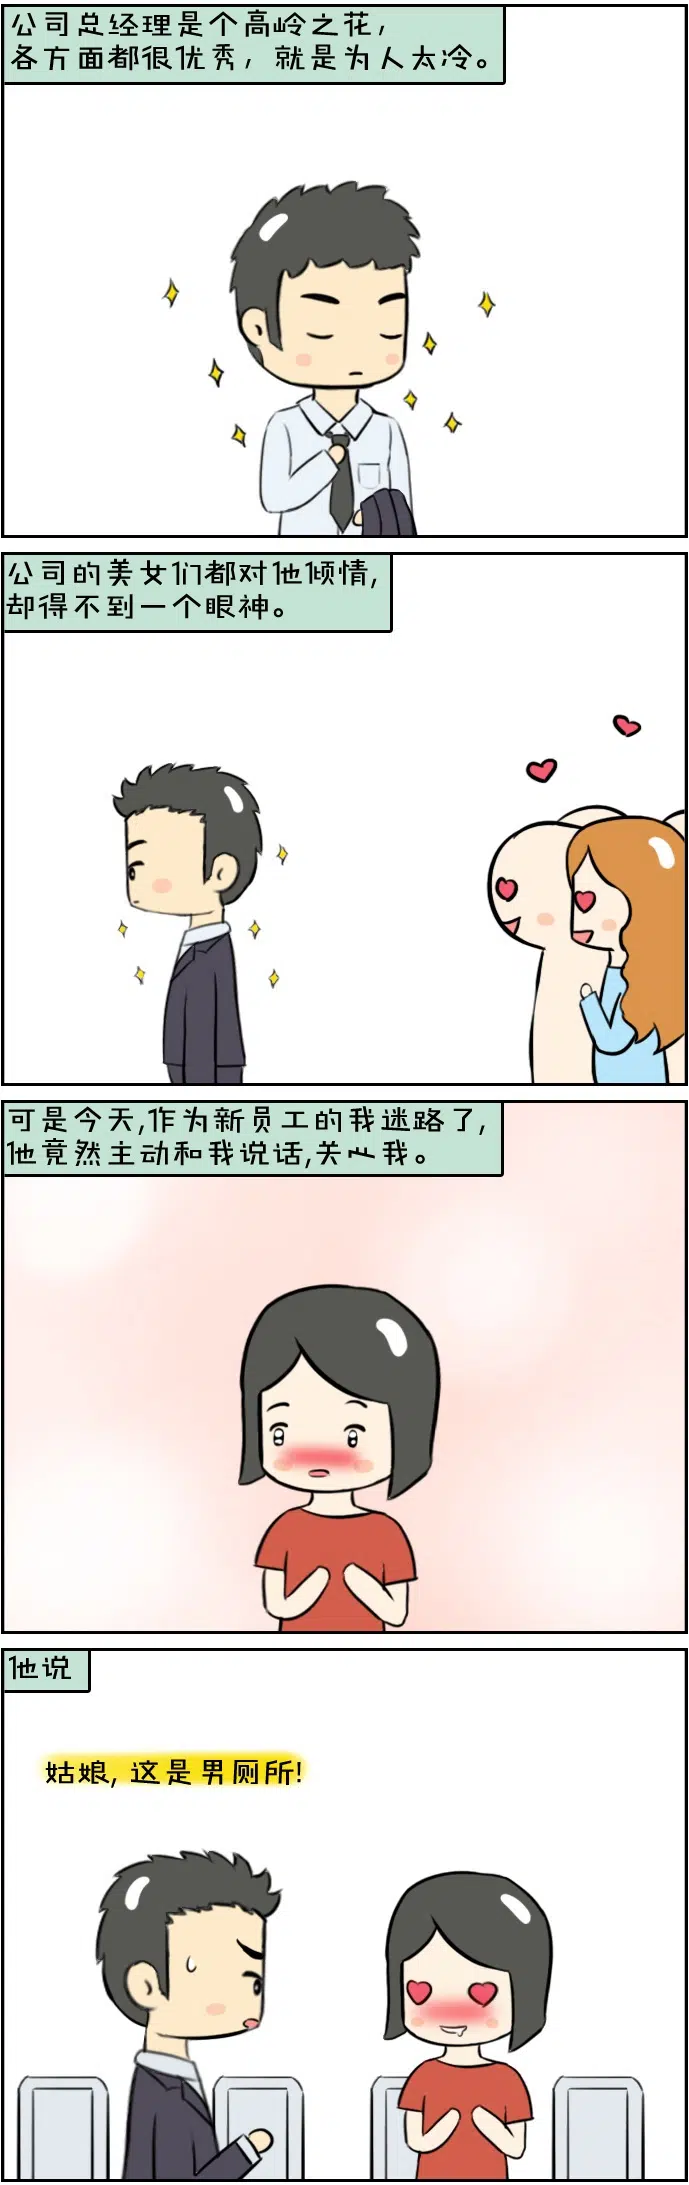 公司总经理是个高岭之花，
各方面都很优秀，就是为人太冷。
公司的美女们都对他倾情,
却得不到一个眼神。
可是今天,作为新员工的我迷路了,
他竟然主动和我说话,关心我。
他说
姑娘, 这是男厕所!